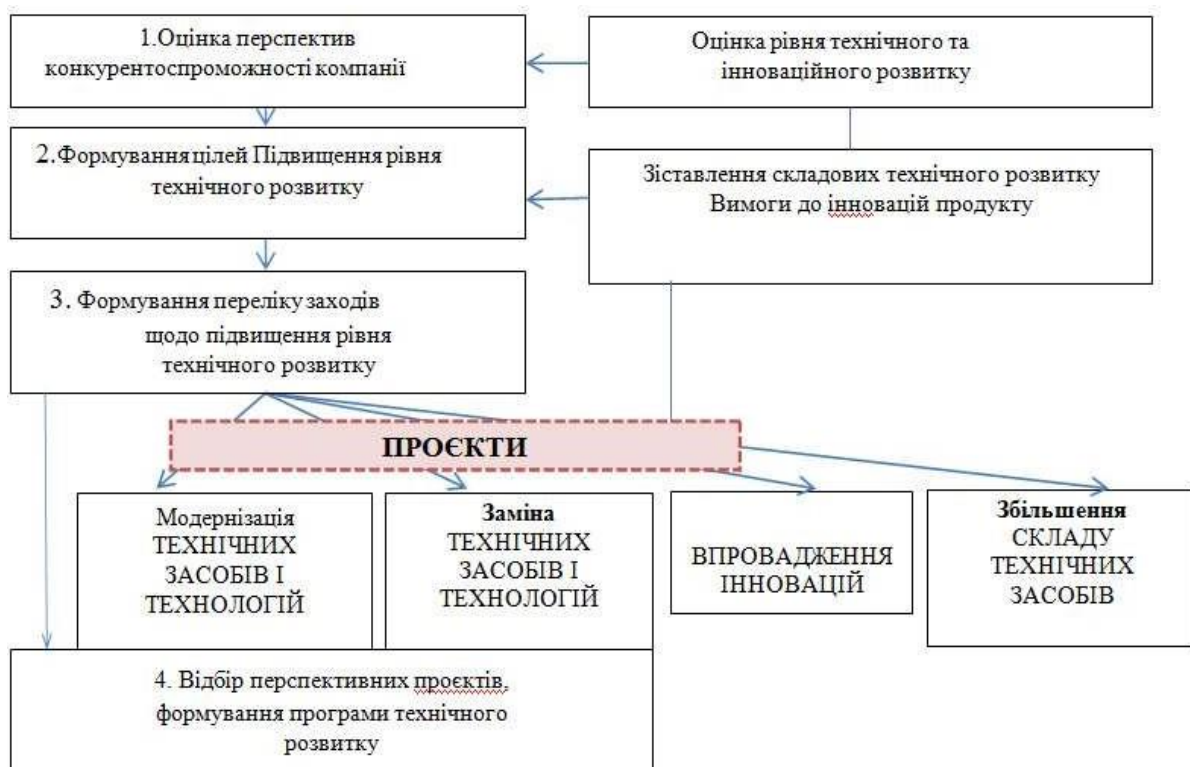 1.Оцінка перспектив
конкурентоспроможності компанії
Оцінка рівня технічного та
інноваційного розвитку
2.Формування цілей Підвищення рівня
технічного розвитку
Зіставлення складових технічного розвитку
Вимоги до інновацій продукту
3. Формування переліку заходів
щодо підвищення рівня
технічного розвитку
ПРОЄКТИ
Модернізація
ТЕХНІЧНИХ
ЗАСОБІВ І
ТЕХНОЛОГІЙ
Заміна
ТЕХНІЧНИХ
ЗАСОБІВ І
ТЕХНОЛОГІЙ
ВПРОВАДЖЕННЯ
ІННОВАЦІЙ
Збільшення
СКЛАДУ
ТЕХНІЧНИХ
ЗАСОБІВ
4. Відбір перспективних проєктів,
формування програми технічного
розвитку